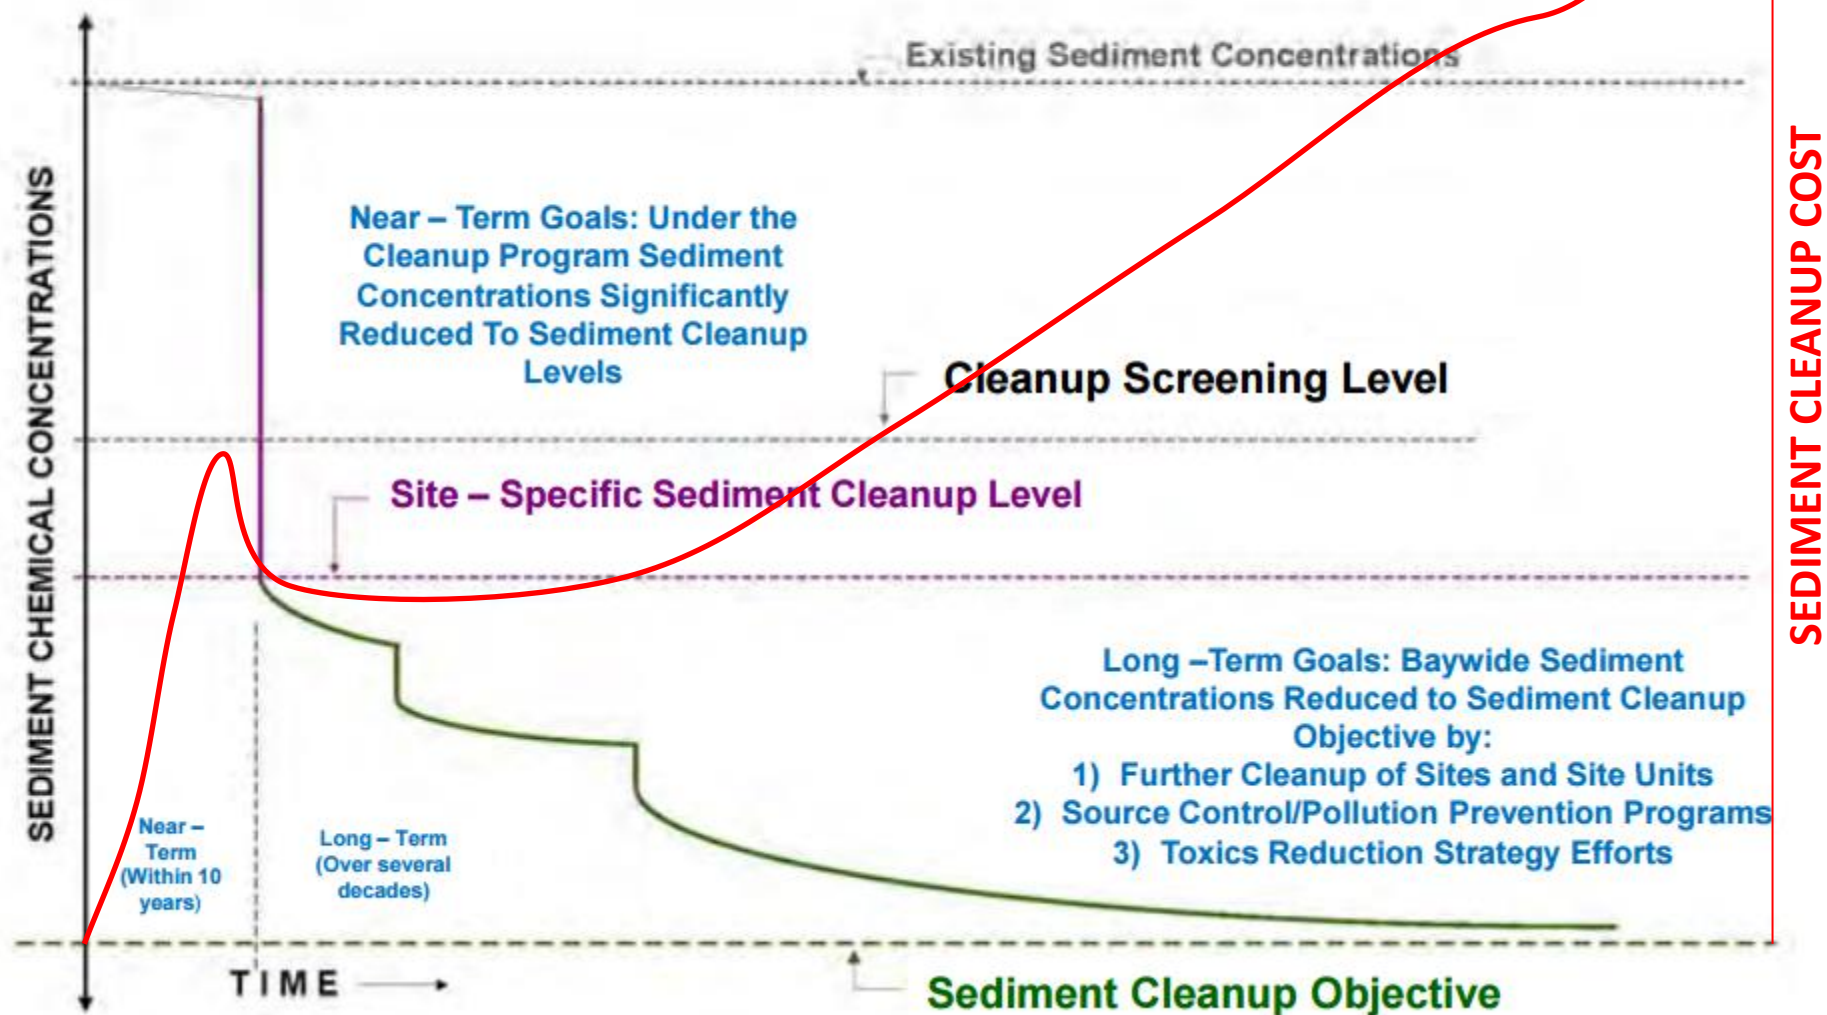 Existing Sediment Concentrations
SEDIMENT CHEMICAL CONCENTRATIONS
SEDIMENT CLEANUP COST
Near – Term Goals: Under the
Cleanup Program Sediment
Concentrations Significantly
Reduced To Sediment Cleanup
Levels
Cleanup Screening Level
Site – Specific Sediment Cleanup Level
Long –Term Goals: Baywide Sediment
Concentrations Reduced to Sediment Cleanup
Objective by:
1) Further Cleanup of Sites and Site Units
2) Source Control/Pollution Prevention Programs
3) Toxics Reduction Strategy Efforts
Near –
Term
(Within 10
years)
Long – Term
(Over several
decades)
TIME
Sediment Cleanup Objective